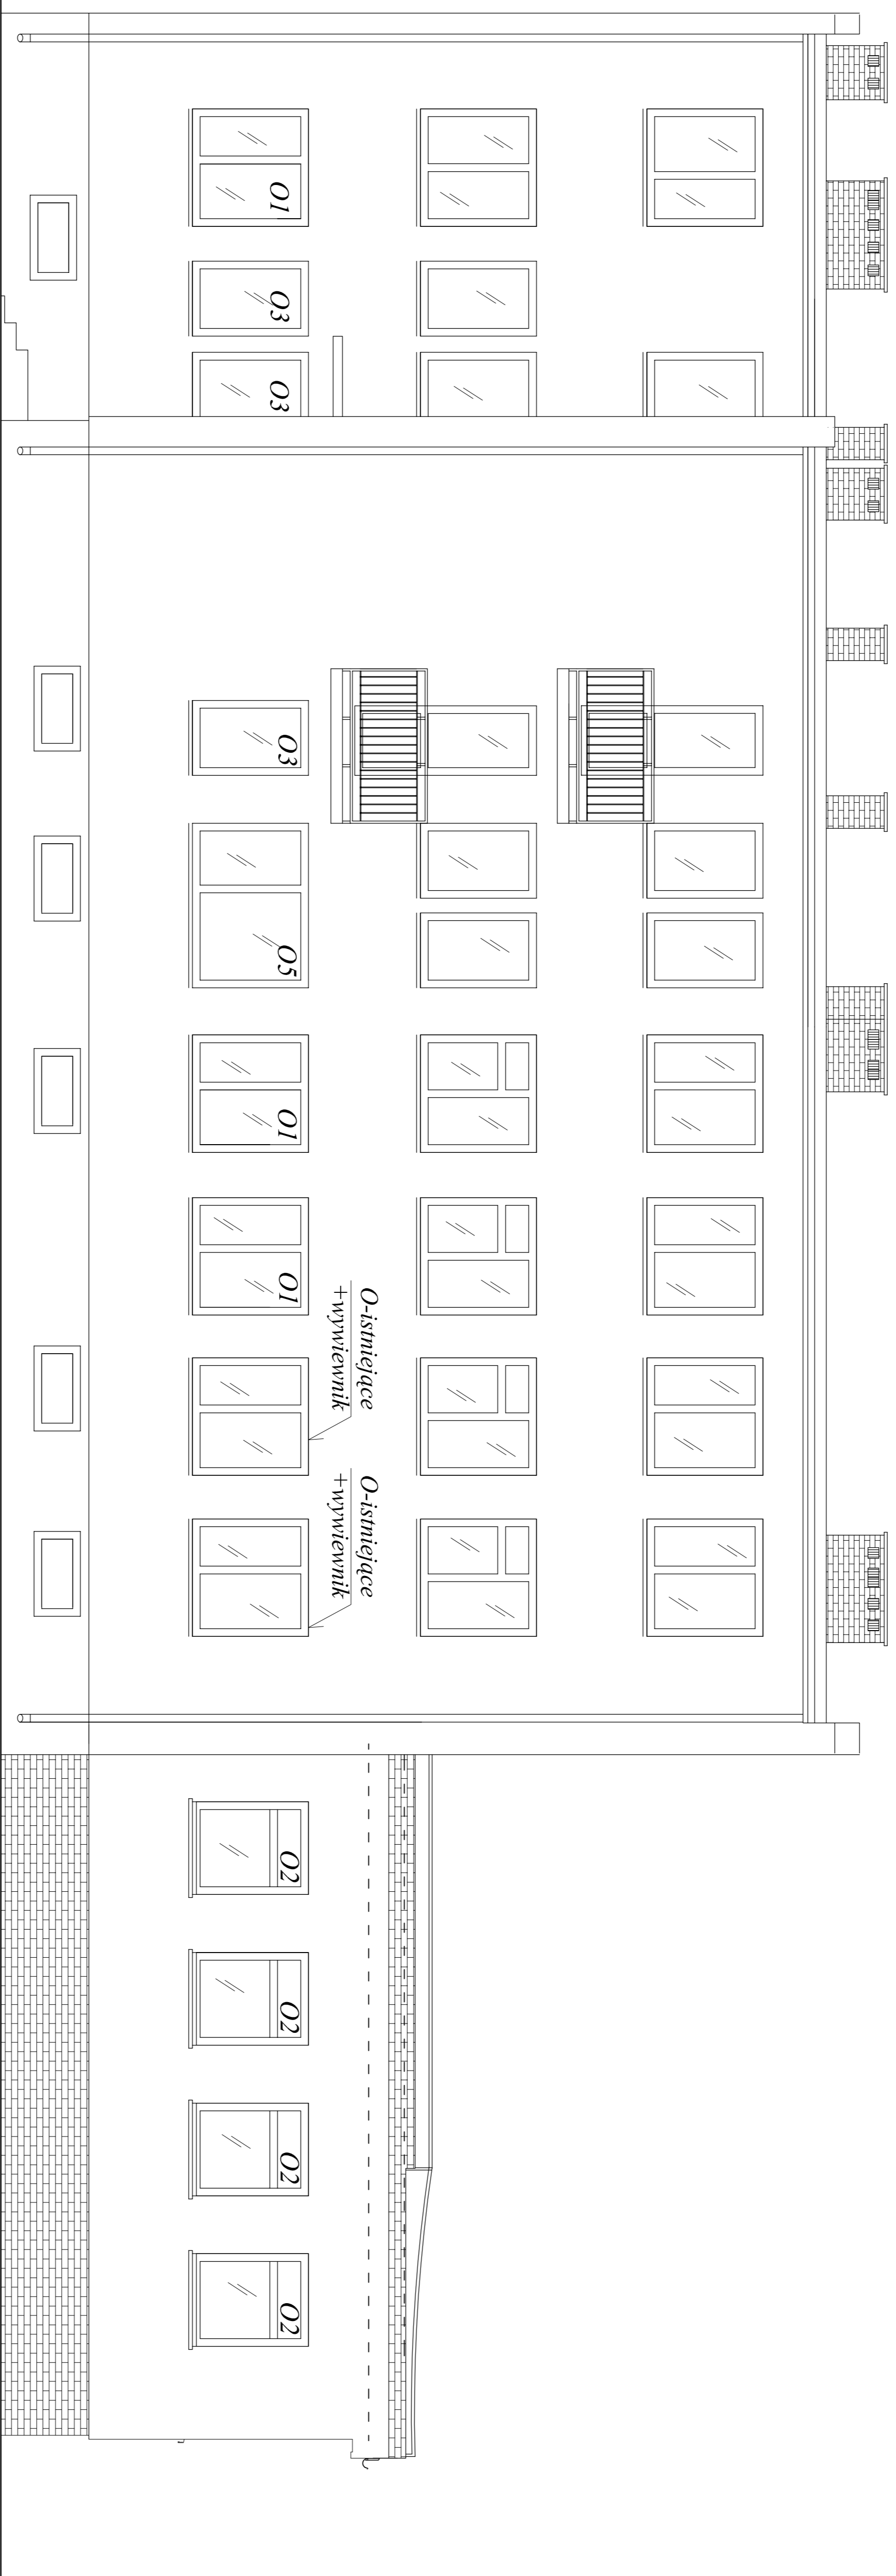 O1
O3
O3
O3
O5
O1
O1
O-istniejące
+wywiewnik
O-istniejące
+wywiewnik
O2
O2
O2
O2